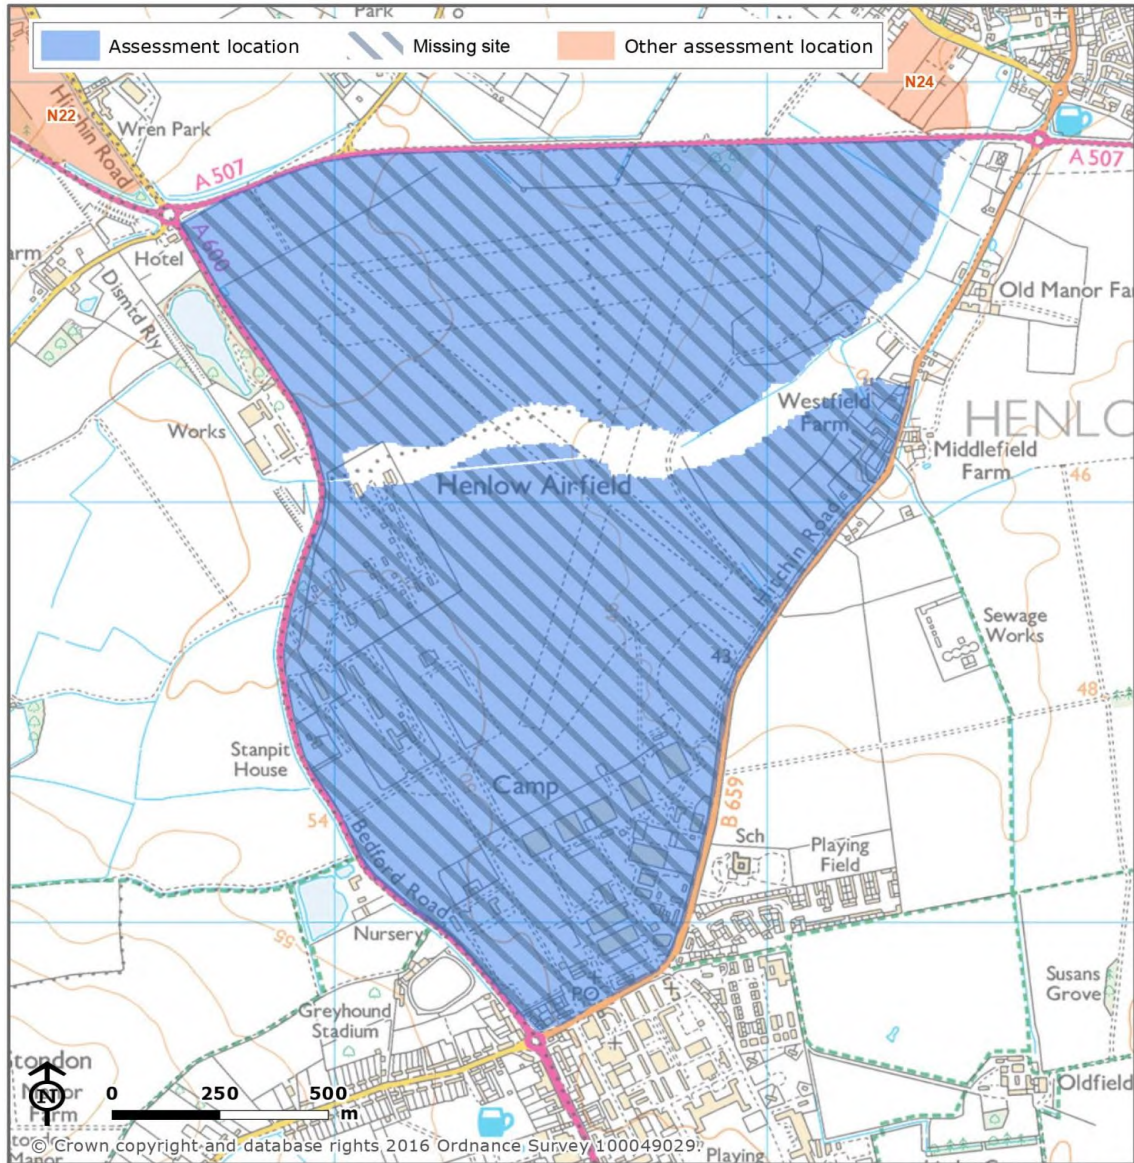 Park
Assessment location
Missing site
Other assessment location
N22
N24
Hitchin Road
Wren Park
A 507
A 507
A 600
Hotel
arm
Dismtd Rly
Old Manor Fa
Works
Westfield
Farm
HENLO
Middlefield
Farm
46
Henlow Airfield
Hitchin Road
Sewage
Works
43
48
Stanpit
House
Camp
54
B 659
Sch
Playing
Field
Bedford Road
Nursery
55
PO
Susans
Grove
Greyhound
Stadium
Stondon
Manor
Farm
N
0 250 500
m
Oldfield
© Crown copyright and database rights 2016 Ordnance Survey 100049029.
Manor
Playing